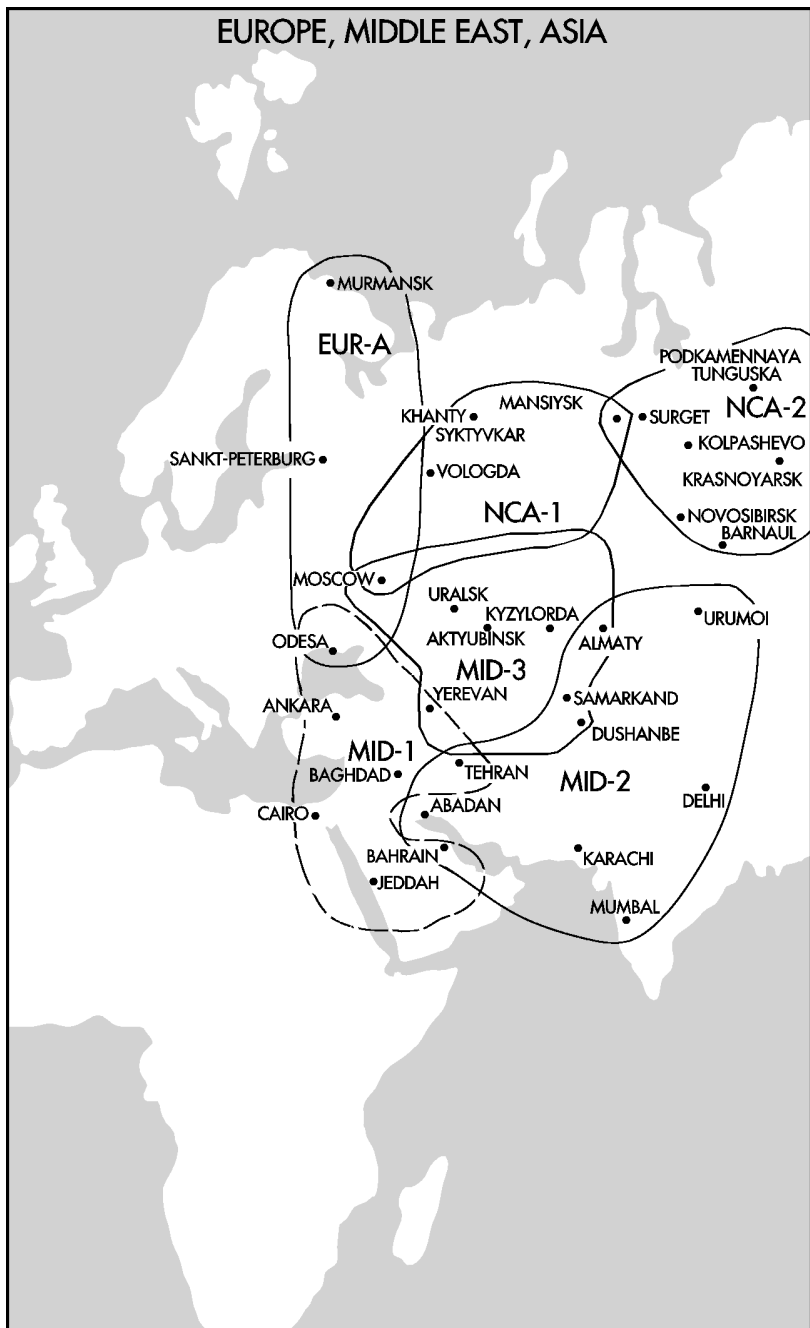 EUROPE, MIDDLE EAST, ASIA
MURMANSK
EUR-A
PODKAMENNAYA
TUNGUSKA
NCA-2
MANSIYSK
KHANTY
SURGET
SYKTYVKAR
KOLPASHEVO
SANKT-PETERBURG
VOLOGDA
KRASNOYARSK
NCA-1
NOVOSIBIRSK
BARNAUL
MOSCOW
URALSK
KYZYLORDA
URUMOI
ODESA
AKTYUBINSK
ALMATY
MID-3
YEREVAN
SAMARKAND
ANKARA
DUSHANBE
MID-1
TEHRAN
BAGHDAD
MID-2
DELHI
CAIRO
ABADAN
BAHRAIN
KARACHI
JEDDAH
MUMBAL